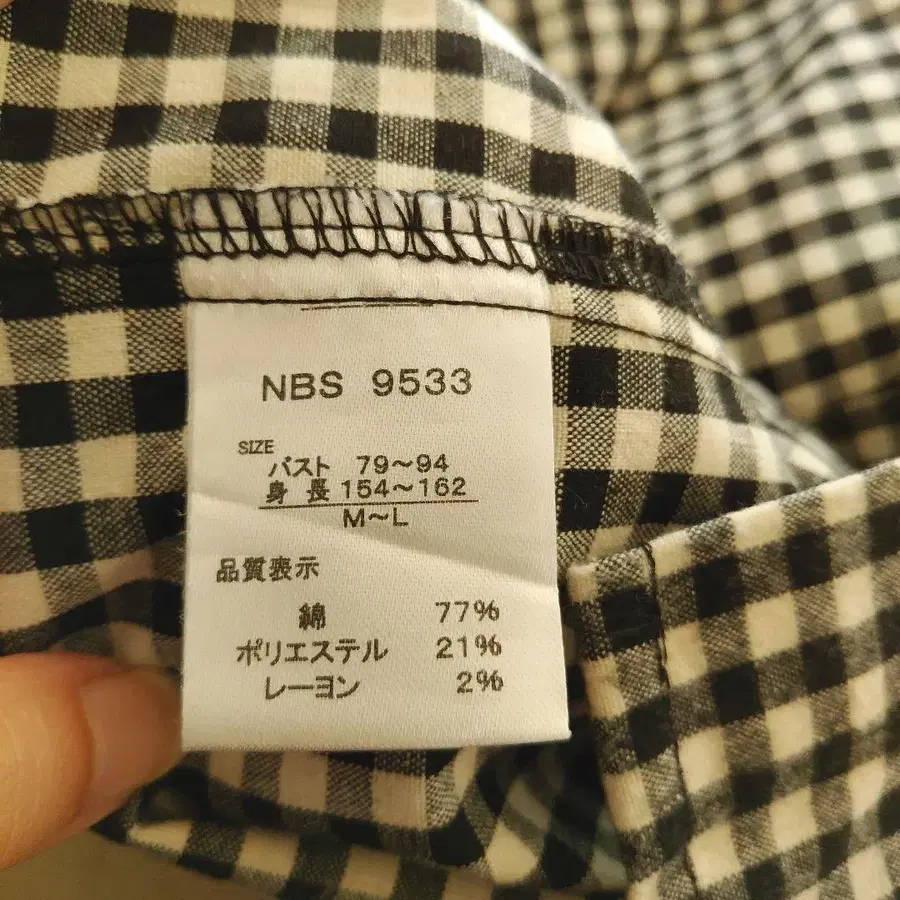 NBS 9533
SIZE
バスト 79～94
身長 154～162
M～L
品質表示
綿 77%
ポリエステル 21%
レーヨン 2%